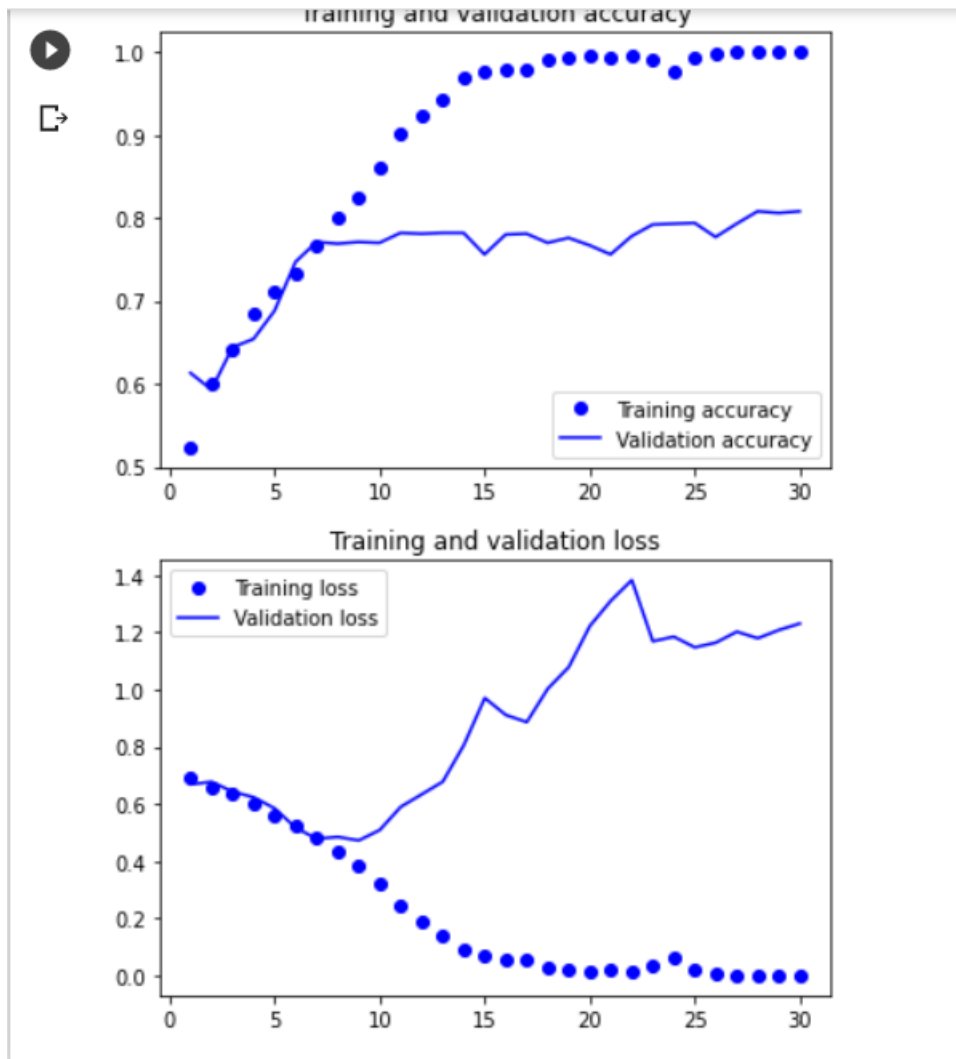 Training and validation accuracy
1.0
0.9
0.8
0.7
0.6
0.5
Training accuracy
Validation accuracy
0 5 10 15 20 25 30
Training and validation loss
1.4
1.2
1.0
0.8
0.6
0.4
0.2
0.0
Training loss
Validation loss
0 5 10 15 20 25 30